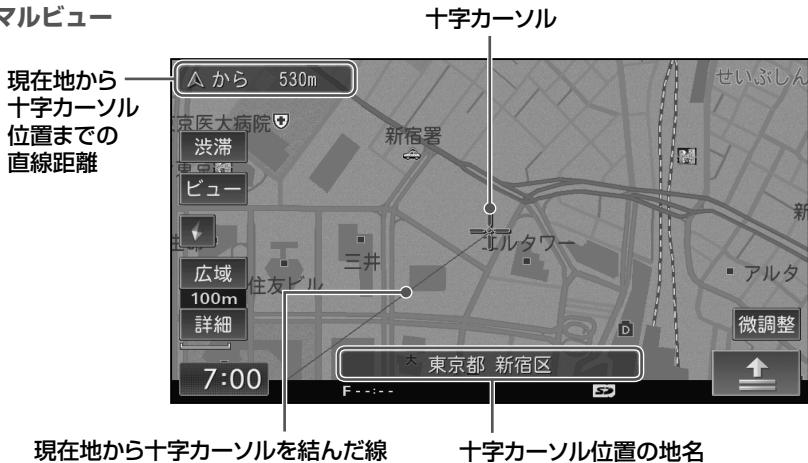 マルビュー
十字カーソル
現在地から
十字カーソル
位置までの
直線距離
から 530m
せいぶしん
京医大病院
新宿署
渋滞
ビュー
エルタワー
三井
住友ビル
アルタ
新
広域
100m
詳細
微調整
大
東京都 新宿区
7:00
F--:--
SD
D
現在地から十字カーソルを結んだ線
十字カーソル位置の地名